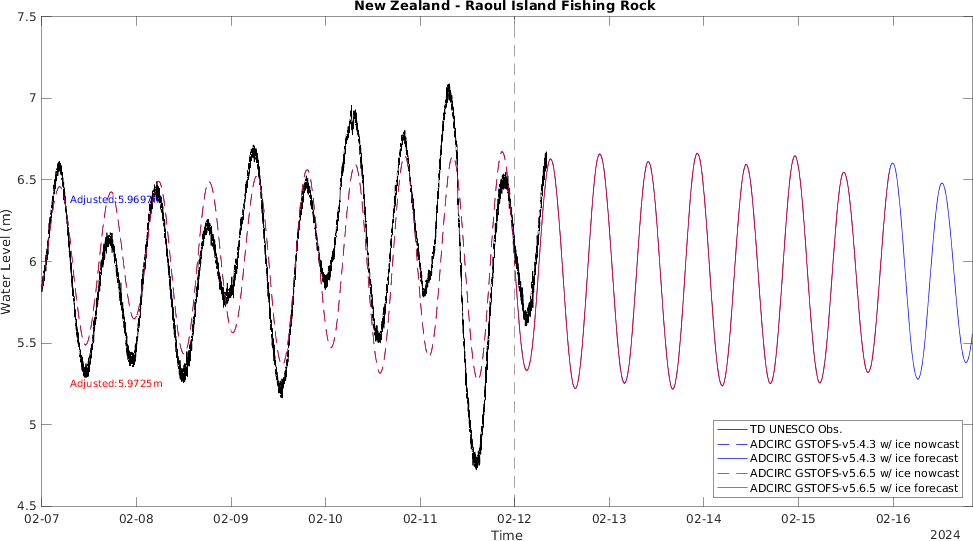 New Zealand - Raoul Island Fishing Rock
7.5
7
6.5
6
5.5
5
4.5
Water Level (m)
Adjusted:5.9697m
Adjusted:5.9725m
TD UNESCO Obs.
ADCIRC GSTOFS-v5.4.3 w/ ice nowcast
ADCIRC GSTOFS-v5.4.3 w/ ice forecast
ADCIRC GSTOFS-v5.6.5 w/ ice nowcast
ADCIRC GSTOFS-v5.6.5 w/ ice forecast
02-07 02-08 02-09 02-10 02-11 02-12 02-13 02-14 02-15 02-16
Time
2024